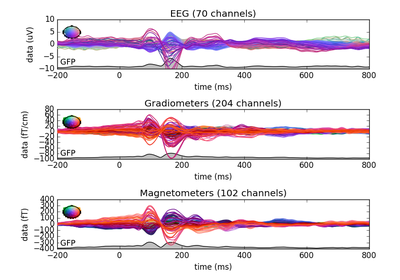 EEG (70 channels)
data (uV)
10
5
0
−5
−10
GFP
−200 0 200 400 600 800
time (ms)
Gradiometers (204 channels)
data (fT/cm)
80
60
40
20
0
−20
−40
−60
−80
−100
GFP
−200 0 200 400 600 800
time (ms)
Magnetometers (102 channels)
data (fT)
400
300
200
100
0
−100
−200
−300
−400
GFP
−200 0 200 400 600 800
time (ms)